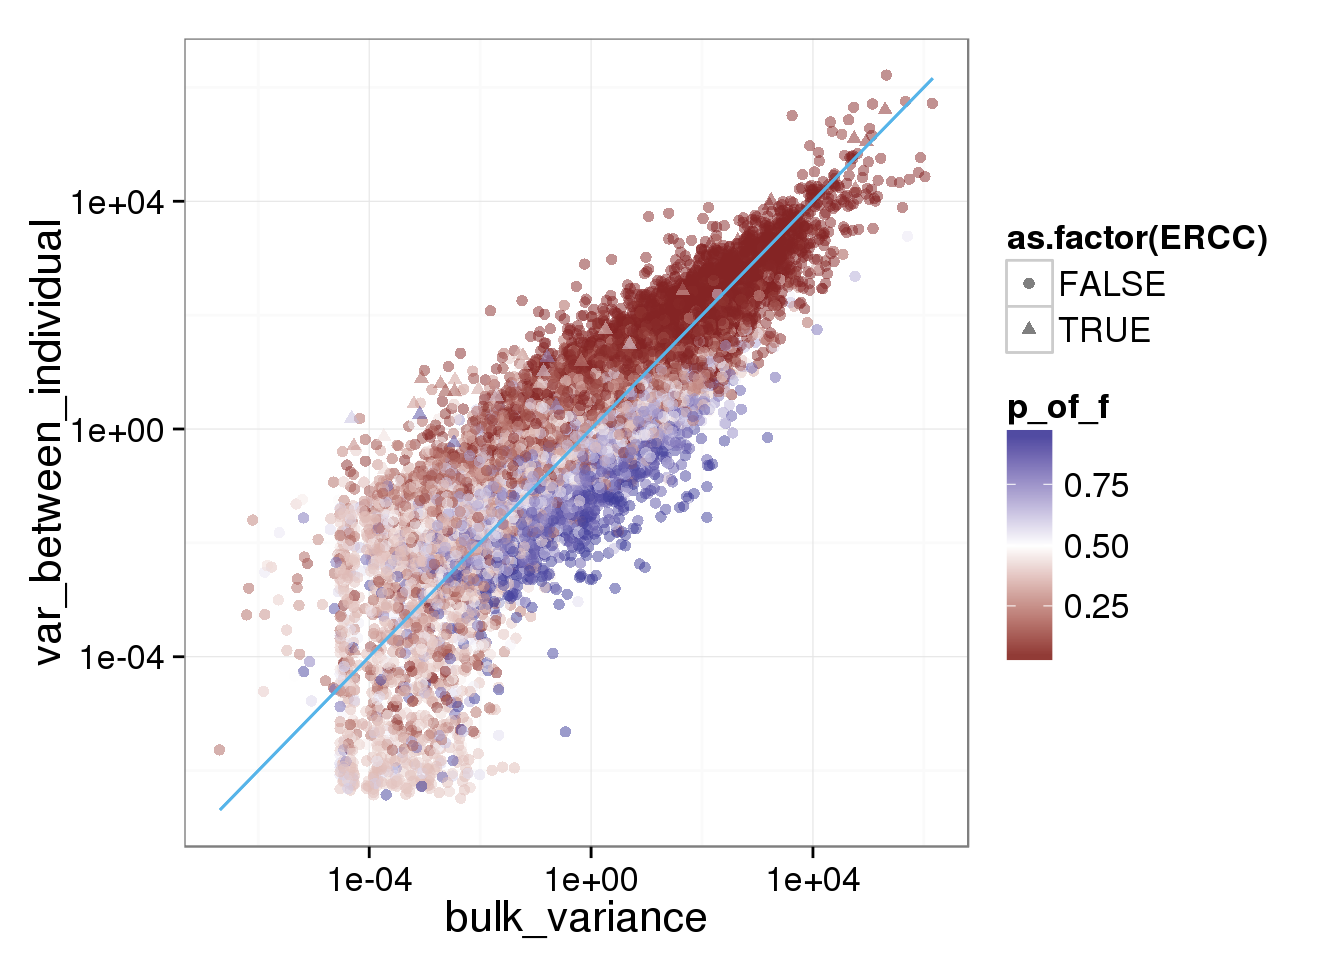 var_between_individual
1e+04
1e+00
1e-04
1e-04
1e+00
1e+04
bulk_variance
as.factor(ERCC)
FALSE
TRUE
p_of_f
0.75
0.50
0.25